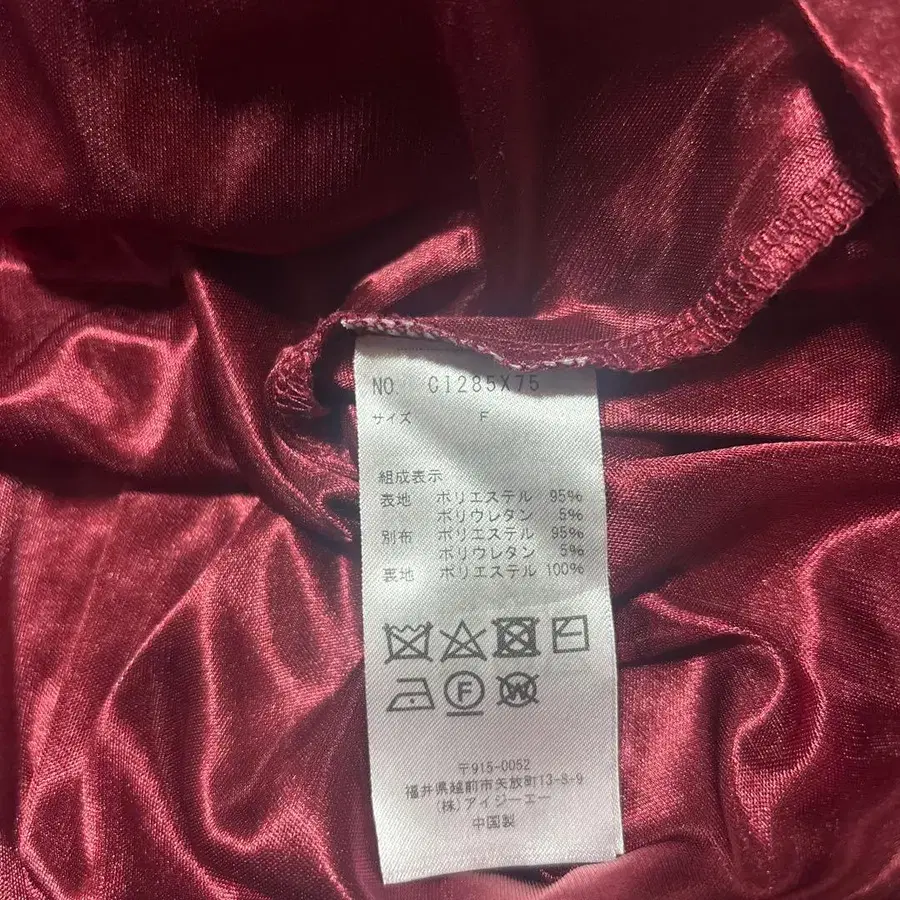 NO C1285X75
サイズ F
組成表示
表地 ポリエステル 95%
ポリウレタン 5%
別布 ポリエステル 95%
ポリウレタン 5%
裏地 ポリエステル 100%
F
W
〒915-0052
福井県越前市矢放町13-8-9
(株)アイジーエー
中国製